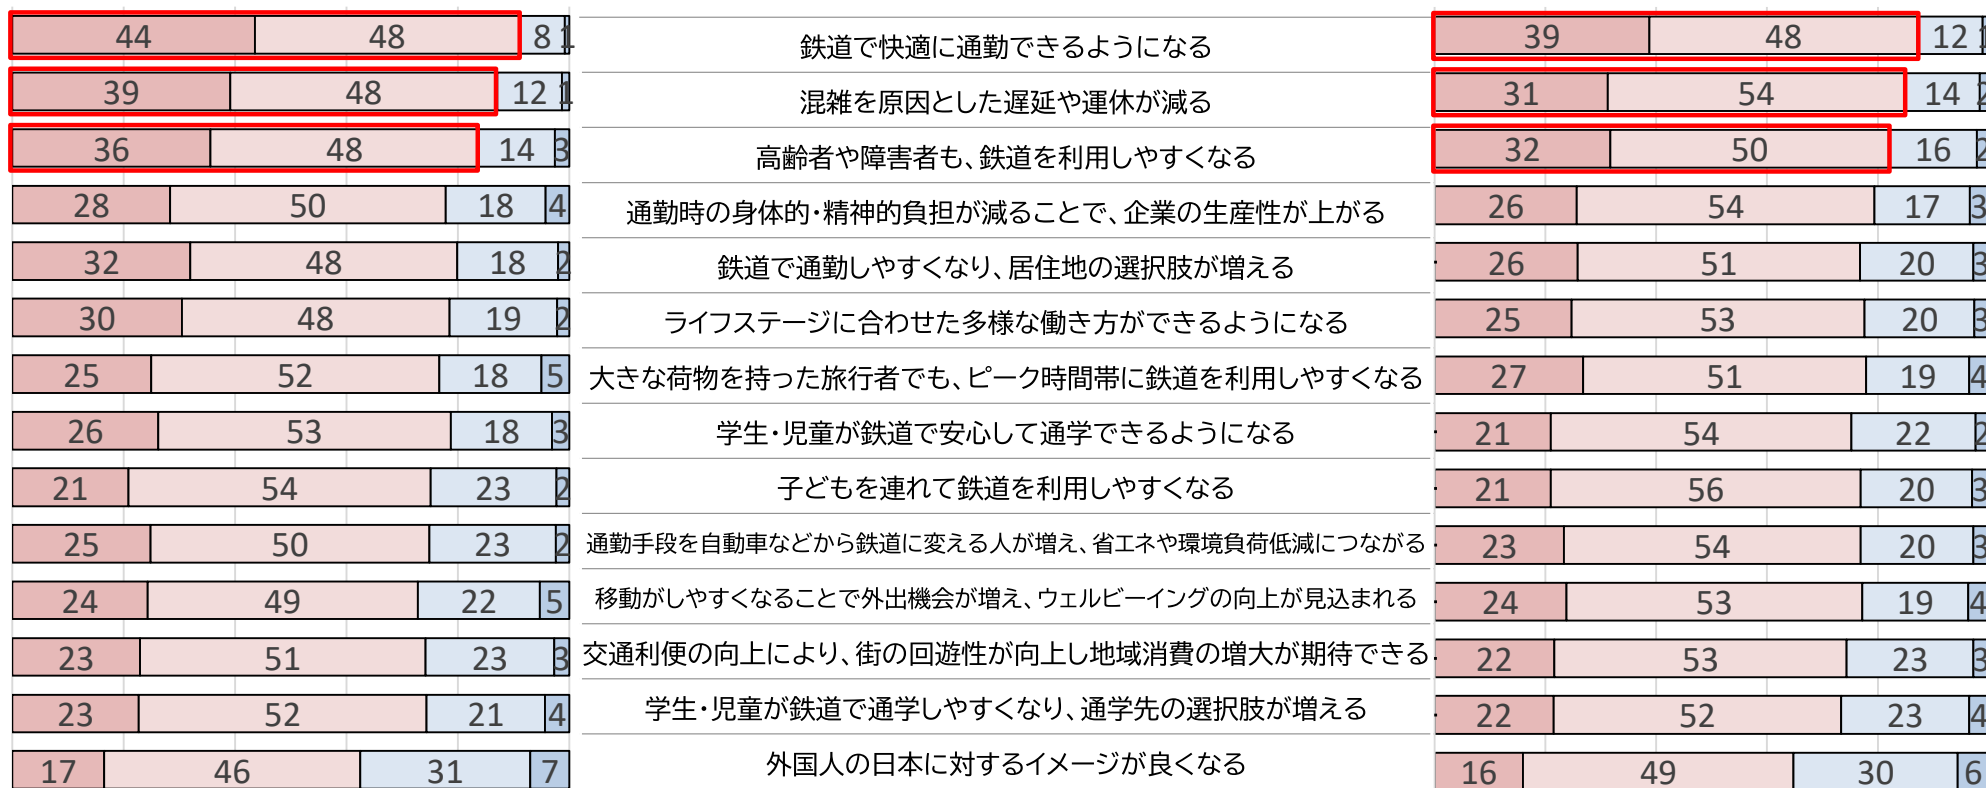 44 48 8 1 鉄道で快適に通勤できるようになる 39 48 12 1
39 48 12 1 混雑を原因とした遅延や運休が減る 31 54 14 2
36 48 14 3 高齢者や障害者も、鉄道を利用しやすくなる 32 50 16 2
28 50 18 4 通勤時の身体的・精神的負担が減ることで、企業の生産性が上がる 26 54 17 3
32 48 18 2 鉄道で通勤しやすくなり、居住地の選択肢が増える 26 51 20 3
30 48 19 2 ライフステージに合わせた多様な働き方ができるようになる 25 53 20 3
25 52 18 5 大きな荷物を持った旅行者でも、ピーク時間帯に鉄道を利用しやすくなる 27 51 19 4
26 53 18 3 学生・児童が鉄道で安心して通学できるようになる 21 54 22 2
21 54 23 2 子どもを連れて鉄道を利用しやすくなる 21 56 20 3
25 50 23 2 通勤手段を自動車などから鉄道に変える人が増え、省エネや環境負荷低減につながる 23 54 20 3
24 49 22 5 移動がしやすくなることで外出機会が増え、ウェルビーイングの向上が見込まれる 24 53 19 4
23 51 23 3 交通利便の向上により、街の回遊性が向上し地域消費の増大が期待できる 22 53 23 3
23 52 21 4 学生・児童が鉄道で通学しやすくなり、通学先の選択肢が増える 22 52 23 4
17 46 31 7 外国人の日本に対するイメージが良くなる 16 49 30 6